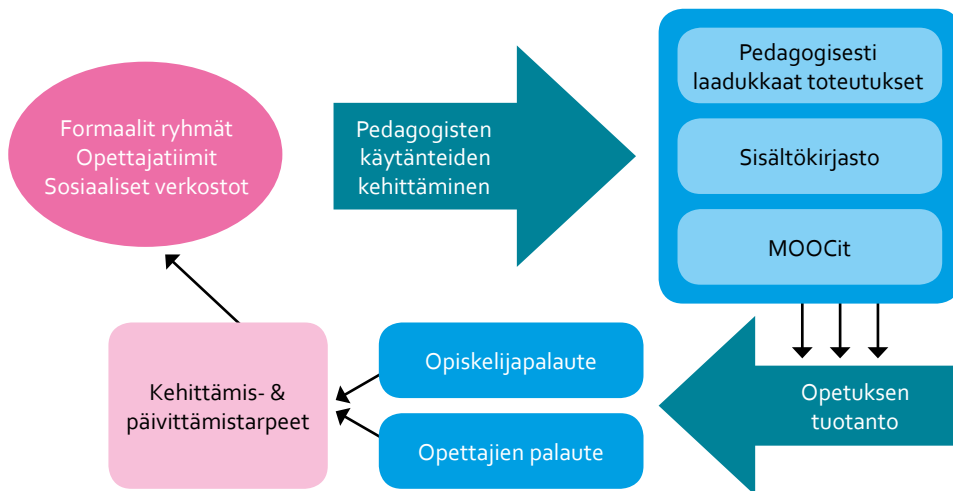 Formaalit ryhmät
Opettajatiimit
Sosiaaliset verkostot
Pedagogisten
käytänteiden
kehittäminen
Pedagogisesti
laadukkaat toteutukset
Sisältökirjasto
MOOCit
Opetuksen
tuotanto
Opiskelijapalaute
Opettajien palaute
Kehittämis- &
päivittämistarpeet